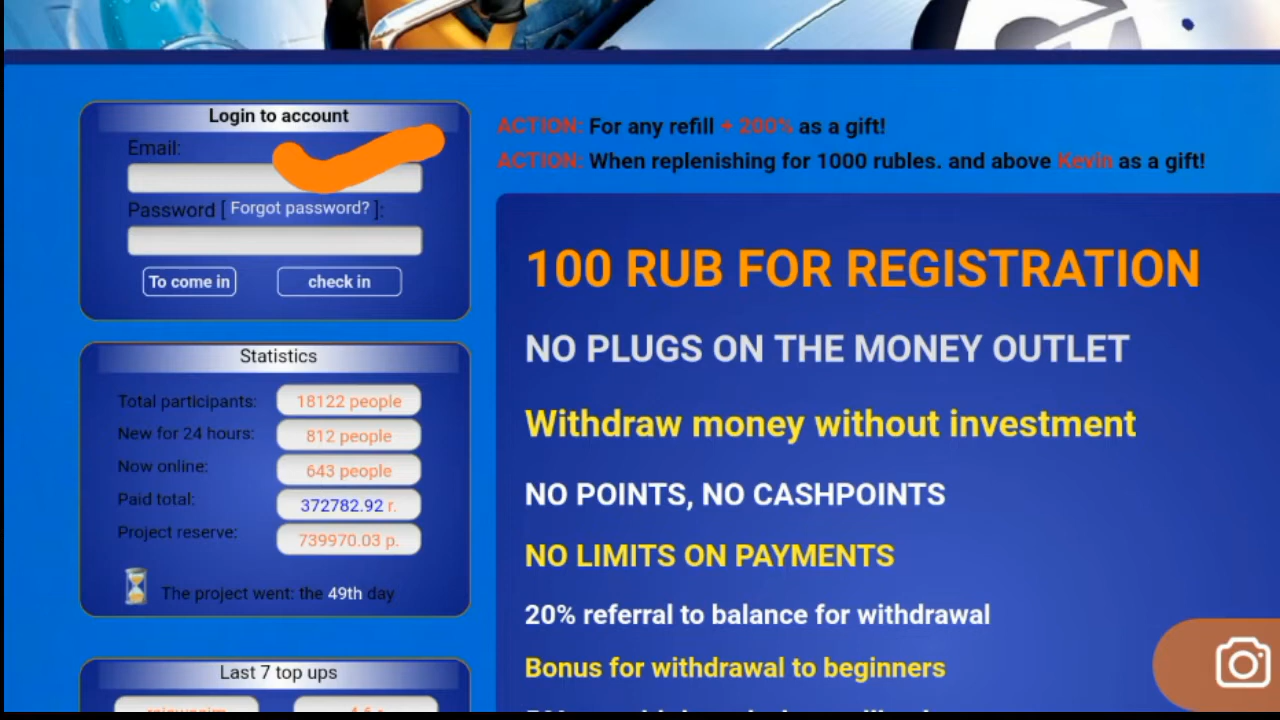 Login to account
Email:
Password [ Forgot password? ]:
To come in
check in
ACTION: For any refill + 200% as a gift!
ACTION: When replenishing for 1000 rubles. and above Kevin as a gift!
100 RUB FOR REGISTRATION
NO PLUGS ON THE MONEY OUTLET
Withdraw money without investment
NO POINTS, NO CASHPOINTS
NO LIMITS ON PAYMENTS
20% referral to balance for withdrawal
Bonus for withdrawal to beginners
Statistics
Total participants: 18122 people
New for 24 hours: 812 people
Now online: 643 people
Paid total: 372782.92 r.
Project reserve: 739970.03 p.
The project went: the 49th day
Last 7 top ups